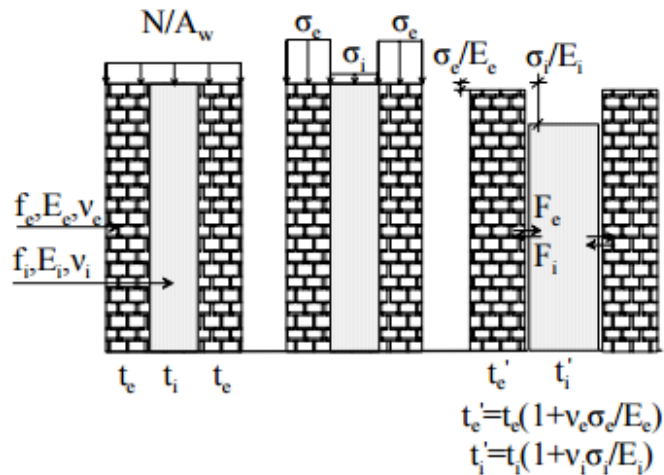 N/A_w
σ_e
σ_e
σ_i
σ_e/E_e
σ_i/E_i
f_e,E_e,ν_e
f_i,E_i,ν_i
F_e
F_i
t_e t_i t_e
t_e' t_i'
t_e'=t_e(1+ν_eσ_e/E_e)
t_i'=t_i(1+ν_iσ_i/E_i)